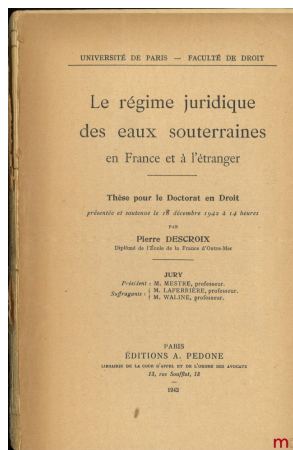 UNIVERSITÉ DE PARIS — FACULTÉ DE DROIT
Le régime juridique
des eaux souterraines
en France et à l'étranger
Thèse pour le Doctorat en Droit
présentée et soutenue le 18 décembre 1942 à 14 heures
PAR
Pierre DESCROIX
Diplômé de l'École de la France d'Outre-Mer
JURY
Président : M. MESTRE, professeur.
Suffragants : { M. LAFERRIÈRE, professeur.
{ M. WALINE, professeur.
PARIS
ÉDITIONS A. PEDONE
LIBRAIRIE DE LA COUR D'APPEL ET DE L'ORDRE DES AVOCATS
13, rue Soufflot, 13
1942
m